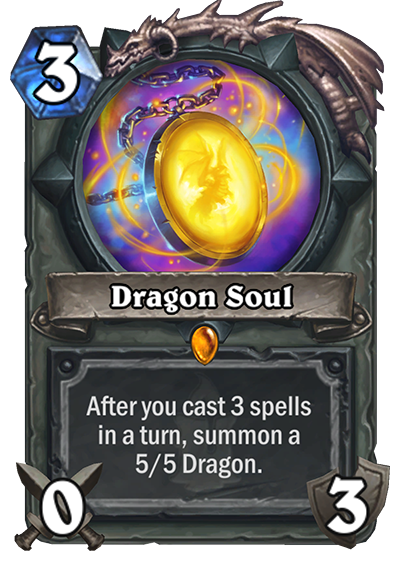 3
Dragon Soul
After you cast 3 spells
in a turn, summon a
5/5 Dragon.
0
3